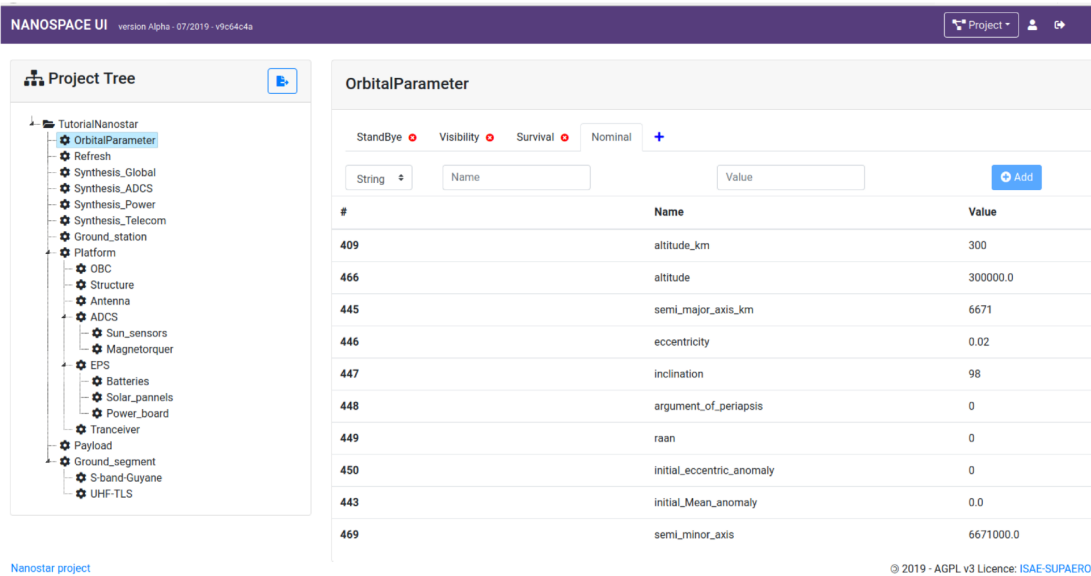 NANOSPACE UI version Alpha - 07/2019 - v9c64c4a Project
Project Tree
TutorialNanostar
OrbitalParameter
Refresh
Synthesis_Global
Synthesis_ADCS
Synthesis_Power
Synthesis_Telecom
Ground_station
Platform
OBC
Structure
Antenna
ADCS
Sun_sensors
Magnetorquer
EPS
Batteries
Solar_pannels
Power_board
Tranceiver
Payload
Ground_segment
S-band-Guyane
UHF-TLS
OrbitalParameter
StandBye Visibility Survival Nominal +
String Name Value Add
# Name Value
409 altitude_km 300
466 altitude 300000.0
445 semi_major_axis_km 6671
446 eccentricity 0.02
447 inclination 98
448 argument_of_periapsis 0
449 raan 0
450 initial_eccentric_anomaly 0
443 initial_Mean_anomaly 0.0
469 semi_minor_axis 6671000.0
Nanostar project
2019 - AGPL v3 Licence: ISAE-SUPAERO